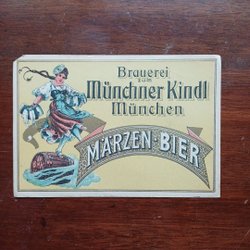 Brauerei
zum
Münchner Kindl
München
MÄRZEN-BIER